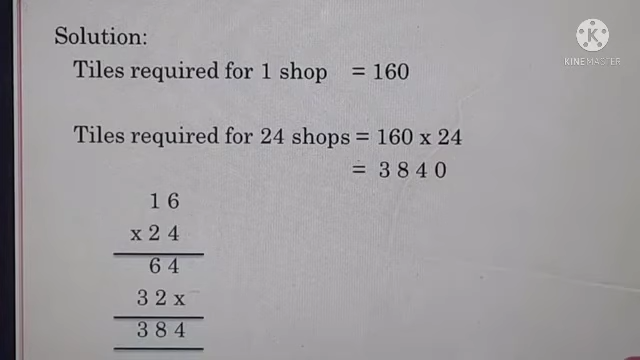 Solution:
Tiles required for 1 shop = 160
Tiles required for 24 shops = 160 x 24
= 3 8 4 0
1 6
x 2 4
6 4
3 2 x
3 8 4
K
KINEMASTER